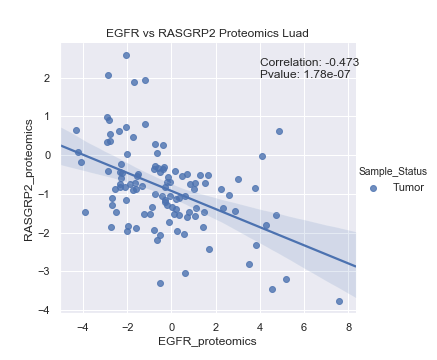 EGFR vs RASGRP2 Proteomics Luad
Correlation: -0.473
Pvalue: 1.78e-07
2
1
0
−1
−2
−3
−4
RASGRP2_proteomics
−4
−2
0
2
4
6
8
EGFR_proteomics
Sample_Status
Tumor